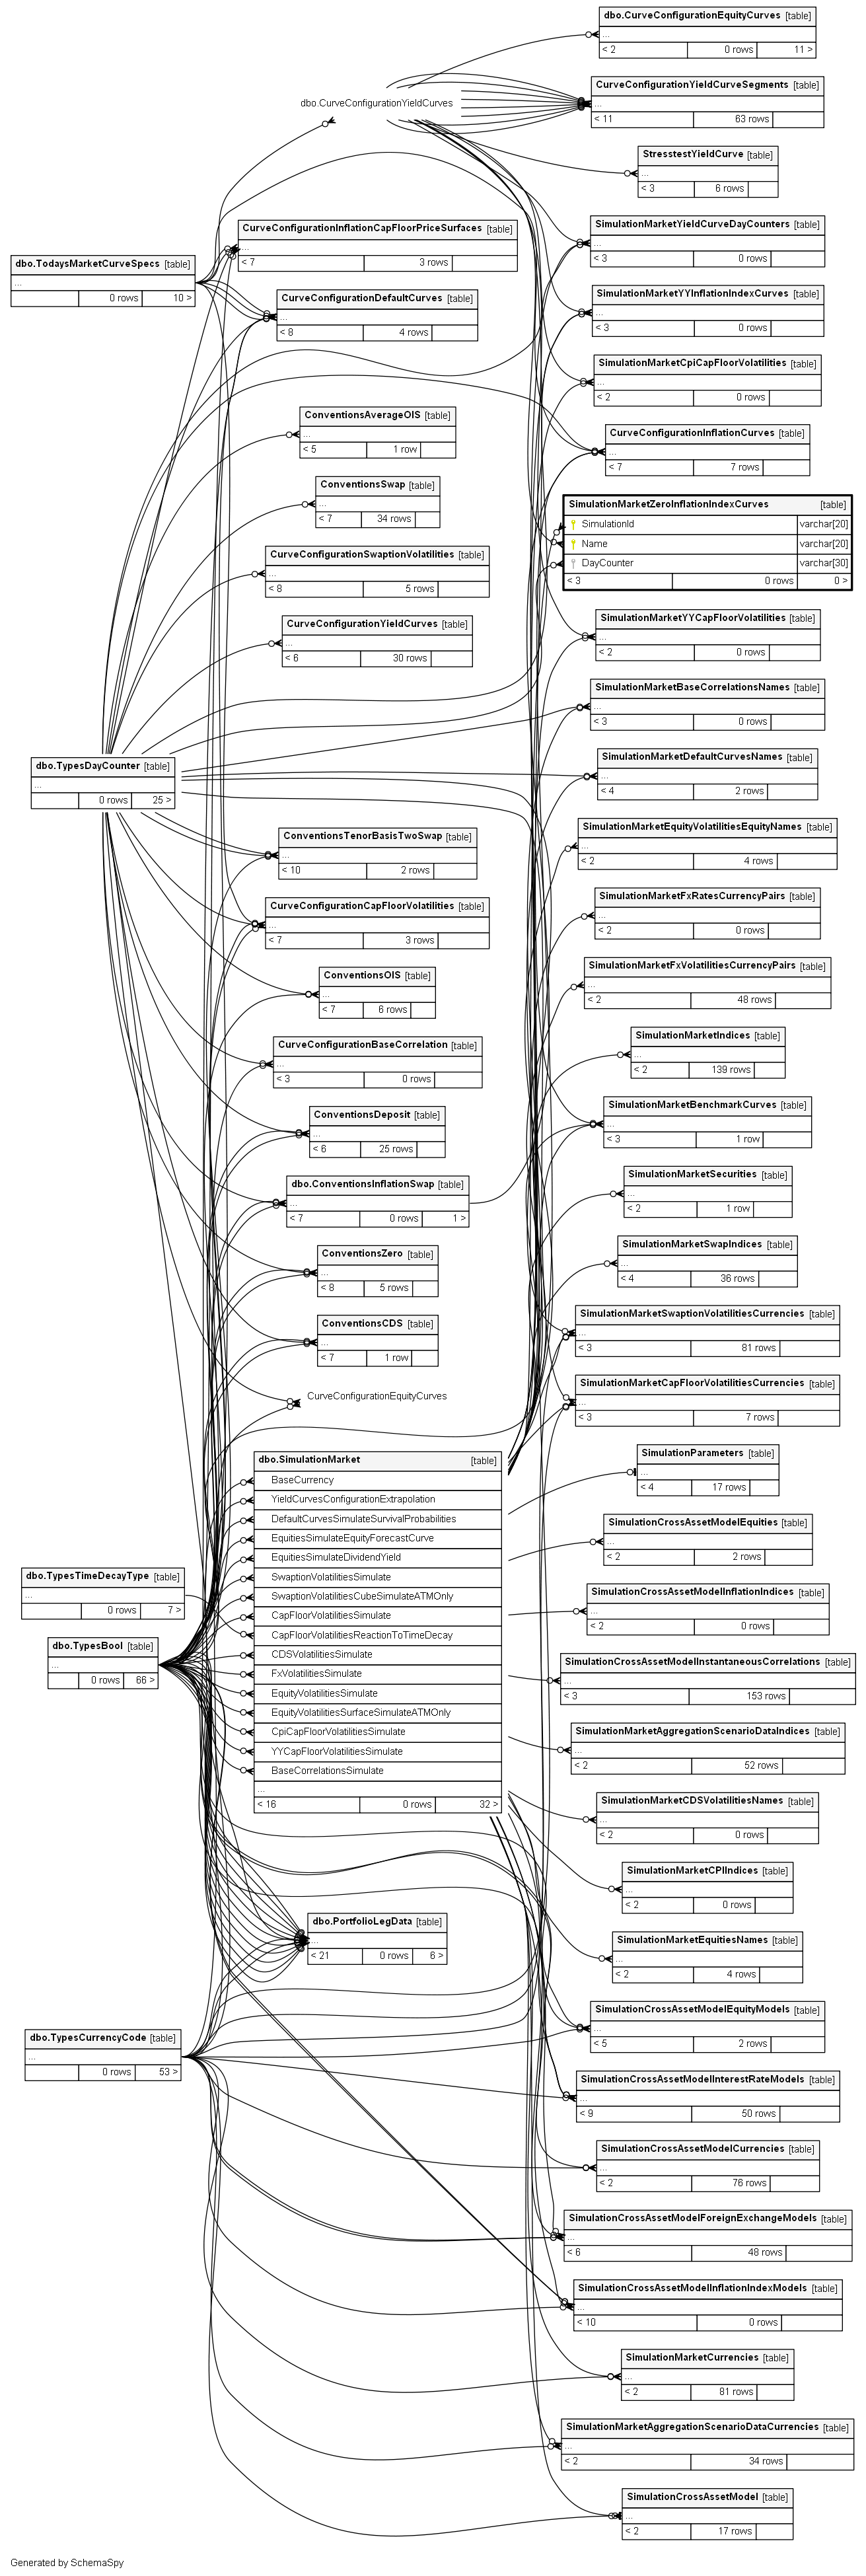 dbo.CurveConfigurationEquityCurves [table]
...
< 2 0 rows 11 >
CurveConfigurationYieldCurveSegments [table]
...
< 11 63 rows
dbo.CurveConfigurationYieldCurves
StresstestYieldCurve [table]
...
< 3 6 rows
SimulationMarketYieldCurveDayCounters [table]
...
< 3 0 rows
CurveConfigurationInflationCapFloorPriceSurfaces [table]
...
< 7 3 rows
dbo.TodaysMarketCurveSpecs [table]
...
0 rows 10 >
SimulationMarketYYInflationIndexCurves [table]
...
< 3 0 rows
CurveConfigurationDefaultCurves [table]
...
< 8 4 rows
SimulationMarketCpiCapFloorVolatilities [table]
...
< 2 0 rows
ConventionsAverageOIS [table]
...
< 5 1 row
CurveConfigurationInflationCurves [table]
...
< 7 7 rows
ConventionsSwap [table]
...
< 7 34 rows
SimulationMarketZeroInflationIndexCurves [table]
SimulationId varchar[20]
Name varchar[20]
DayCounter varchar[30]
< 3 0 rows 0 >
CurveConfigurationSwaptionVolatilities [table]
...
< 8 5 rows
CurveConfigurationYieldCurves [table]
...
< 6 30 rows
SimulationMarketYYCapFloorVolatilities [table]
...
< 2 0 rows
SimulationMarketBaseCorrelationsNames [table]
...
< 3 0 rows
dbo.TypesDayCounter [table]
...
0 rows 25 >
SimulationMarketDefaultCurvesNames [table]
...
< 4 2 rows
ConventionsTenorBasisTwoSwap [table]
...
< 10 2 rows
SimulationMarketEquityVolatilitiesEquityNames [table]
...
< 2 4 rows
CurveConfigurationCapFloorVolatilities [table]
...
< 7 3 rows
SimulationMarketFxRatesCurrencyPairs [table]
...
< 2 0 rows
ConventionsOIS [table]
...
< 7 6 rows
SimulationMarketFxVolatilitiesCurrencyPairs [table]
...
< 2 48 rows
CurveConfigurationBaseCorrelation [table]
...
< 3 0 rows
SimulationMarketIndices [table]
...
< 2 139 rows
ConventionsDeposit [table]
...
< 6 25 rows
SimulationMarketBenchmarkCurves [table]
...
< 3 1 row
dbo.ConventionsInflationSwap [table]
...
< 7 0 rows 1 >
SimulationMarketSecurities [table]
...
< 2 1 row
ConventionsZero [table]
...
< 8 5 rows
SimulationMarketSwapIndices [table]
...
< 4 36 rows
ConventionsCDS [table]
...
< 7 1 row
SimulationMarketSwaptionVolatilitiesCurrencies [table]
...
< 3 81 rows
CurveConfigurationEquityCurves
SimulationMarketCapFloorVolatilitiesCurrencies [table]
...
< 3 7 rows
dbo.SimulationMarket [table]
BaseCurrency
YieldCurvesConfigurationExtrapolation
DefaultCurvesSimulateSurvivalProbabilities
EquitiesSimulateEquityForecastCurve
EquitiesSimulateDividendYield
SwaptionVolatilitiesSimulate
SwaptionVolatilitiesCubeSimulateATMOnly
CapFloorVolatilitiesSimulate
CapFloorVolatilitiesReactionToTimeDecay
CDSVolatilitiesSimulate
FxVolatilitiesSimulate
EquityVolatilitiesSimulate
EquityVolatilitiesSurfaceSimulateATMOnly
CpiCapFloorVolatilitiesSimulate
YYCapFloorVolatilitiesSimulate
BaseCorrelationsSimulate
...
< 16 0 rows 32 >
SimulationParameters [table]
...
< 4 17 rows
SimulationCrossAssetModelEquities [table]
...
< 2 2 rows
dbo.TypesTimeDecayType [table]
...
0 rows 7 >
SimulationCrossAssetModelInflationIndices [table]
...
< 2 0 rows
dbo.TypesBool [table]
...
0 rows 66 >
SimulationCrossAssetModelInstantaneousCorrelations [table]
...
< 3 153 rows
SimulationMarketAggregationScenarioDataIndices [table]
...
< 2 52 rows
SimulationMarketCDSVolatilitiesNames [table]
...
< 2 0 rows
SimulationMarketCPIIndices [table]
...
< 2 0 rows
dbo.PortfolioLegData [table]
...
< 21 0 rows 6 >
SimulationMarketEquitiesNames [table]
...
< 2 4 rows
SimulationCrossAssetModelEquityModels [table]
...
< 5 2 rows
dbo.TypesCurrencyCode [table]
...
0 rows 53 >
SimulationCrossAssetModelInterestRateModels [table]
...
< 9 50 rows
SimulationCrossAssetModelCurrencies [table]
...
< 2 76 rows
SimulationCrossAssetModelForeignExchangeModels [table]
...
< 6 48 rows
SimulationCrossAssetModelInflationIndexModels [table]
...
< 10 0 rows
SimulationMarketCurrencies [table]
...
< 2 81 rows
SimulationMarketAggregationScenarioDataCurrencies [table]
...
< 2 34 rows
SimulationCrossAssetModel [table]
...
< 2 17 rows
Generated by SchemaSpy